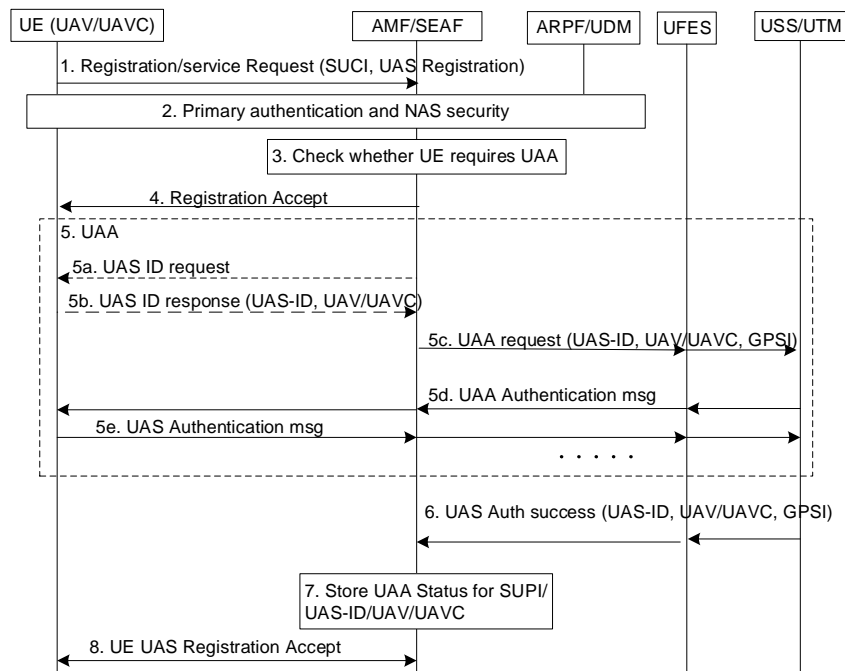 UE (UAV/UAVC)
AMF/SEAF
ARPF/UDM
UFES
USS/UTM
1. Registration/service Request (SUCI, UAS Registration)
2. Primary authentication and NAS security
3. Check whether UE requires UAA
4. Registration Accept
5. UAA
5a. UAS ID request
5b. UAS ID response (UAS-ID, UAV/UAVC)
5c. UAA request (UAS-ID, UAV/UAVC, GPSI)
5d. UAA Authentication msg
5e. UAS Authentication msg
. . . . .
6. UAS Auth success (UAS-ID, UAV/UAVC, GPSI)
7. Store UAA Status for SUPI/
UAS-ID/UAV/UAVC
8. UE UAS Registration Accept